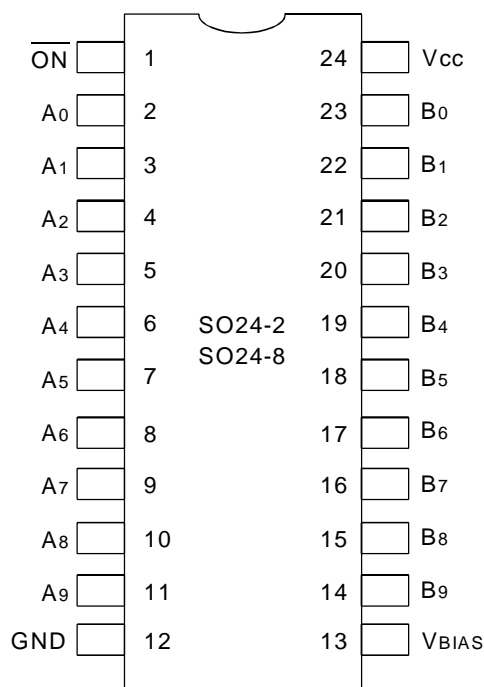 ON 1 24 Vcc
A0 2 23 B0
A1 3 22 B1
A2 4 21 B2
A3 5 20 B3
A4 6 SO24-2 19 B4
SO24-8
A5 7 18 B5
A6 8 17 B6
A7 9 16 B7
A8 10 15 B8
A9 11 14 B9
GND 12 13 VBIAS